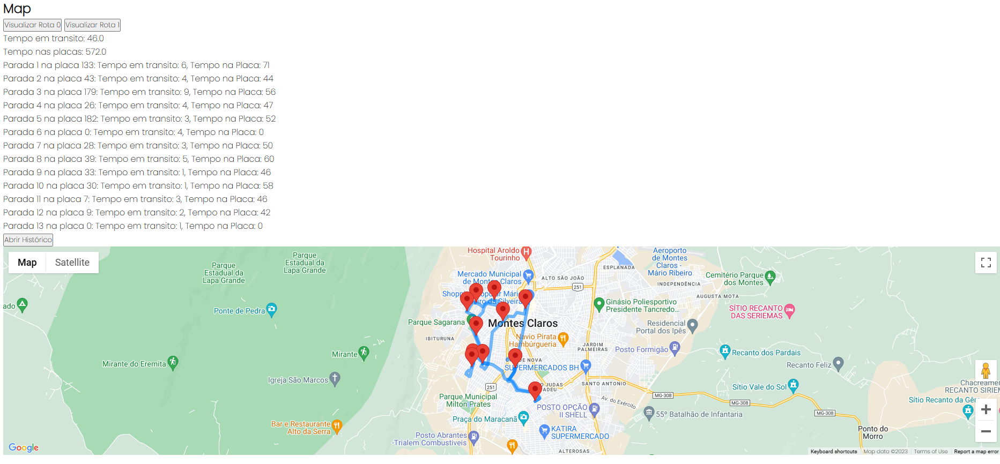 Map
Visualizar Rota 0 Visualizar Rota 1
Tempo em transito: 46.0
Tempo nas placas: 572.0
Parada 1 na placa 133: Tempo em transito: 6, Tempo na Placa: 71
Parada 2 na placa 43: Tempo em transito: 4, Tempo na Placa: 44
Parada 3 na placa 179: Tempo em transito: 9, Tempo na Placa: 56
Parada 4 na placa 26: Tempo em transito: 4, Tempo na Placa: 47
Parada 5 na placa 182: Tempo em transito: 3, Tempo na Placa: 52
Parada 6 na placa 0: Tempo em transito: 4, Tempo na Placa: 0
Parada 7 na placa 28: Tempo em transito: 3, Tempo na Placa: 50
Parada 8 na placa 39: Tempo em transito: 5, Tempo na Placa: 60
Parada 9 na placa 33: Tempo em transito: 1, Tempo na Placa: 46
Parada 10 na placa 30: Tempo em transito: 1, Tempo na Placa: 58
Parada 11 na placa 7: Tempo em transito: 3, Tempo na Placa: 46
Parada 12 na placa 9: Tempo em transito: 2, Tempo na Placa: 42
Parada 13 na placa 0: Tempo em transito: 1, Tempo na Placa: 0
Abrir Histórico
Map Satellite
Parque
Estadual da
Lapa Grande
Parque
Estadual da
Lapa Grande
Hospital Aroldo
Tourinho
H
Aeroporto
de Montes
Claros -
Mário Ribeiro
ESPLANADA
Mercado Municipal
de Montes Claros
ALTO SÃO JOÃO
251
INDEPENDÊNCIA
Cemitério Parque
dos Montes
AUGUSTA MOTA
ado
Ponte de Pedra
Shopping Popular Mário
eiro da Silveira
Ginásio Poliesportivo
Presidente Tancredo...
SÍTIO RECANTO
DAS SERIEMAS
Parque Sagarana
Montes Claros
Residencial
Portal dos Ipês
IBITURUNA
Navio Pirata
Hamburgueria
JARDIM
PALMEIRAS
Posto Formigão
Recanto dos Pardais
Mirante
Mirante do Eremita
DE NOVA
SUPERMERCADOS BH
Recanto Feliz
Igreja São Marcos
251
O JUDAS
ADEU
SANTO ANTONIO
Sítio Vale do Sol
Chacreamen
RECANTO SIRIEM
MG-308
MG-308
MG-308
Parque Municipal
Milton Prates
Av. do Exército
Sítio Recanto da Gê
POSTO OPÇÃO
II SHELL
55º Batalhão de Infantaria
Praça do Maracanã
Bar e Restaurante
Alto da Serra
KATIRA
SUPERMERCADO
Posto Abrantes
-Trialem Combustiveis
Ponto do
Morro
ALTEROSAS
Google
Keyboard shortcuts Map data ©2023 Terms of Use Report a map error